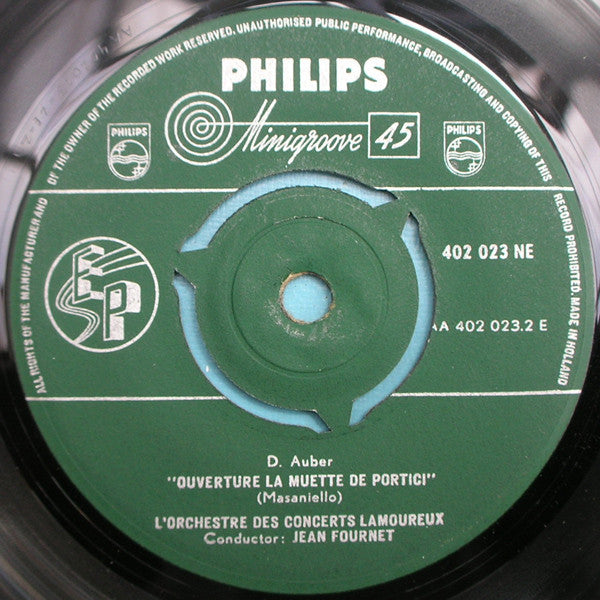 ALL RIGHTS OF THE MANUFACTURER AND OF THE OWNER OF THE RECORDED WORK RESERVED. UNAUTHORISED PUBLIC PERFORMANCE, BROADCASTING AND COPYING OF THIS RECORD PROHIBITED. MADE IN HOLLAND
PHILIPS
Minigroove 45
PHILIPS
PHILIPS
402 023 NE
EP
AA 402 023.2 E
D. Auber
"OUVERTURE LA MUETTE DE PORTICI"
(Masaniello)
L'ORCHESTRE DES CONCERTS LAMOUREUX
Conductor: JEAN FOURNET